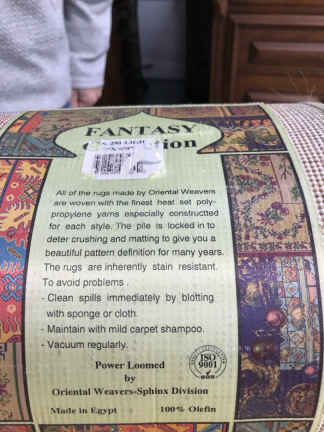 FANTASY
All of the rugs made by Oriental Weavers
are woven with the finest heat set poly-
propylene yarns especially constructted
for each style. The pile is locked in to
deter crushing and matting to give you a
beautiful pattern definition for many years.
The rugs are inherently stain resistant.
To avoid problems .
- Clean spills immediately by blotting
with sponge or cloth.
- Maintain with mild carpet shampoo.
- Vacuum regularly.
Power Loomed
by
Oriental Weavers-Sphinx Division
Made in Egypt 100% Olefin
ISO
9001